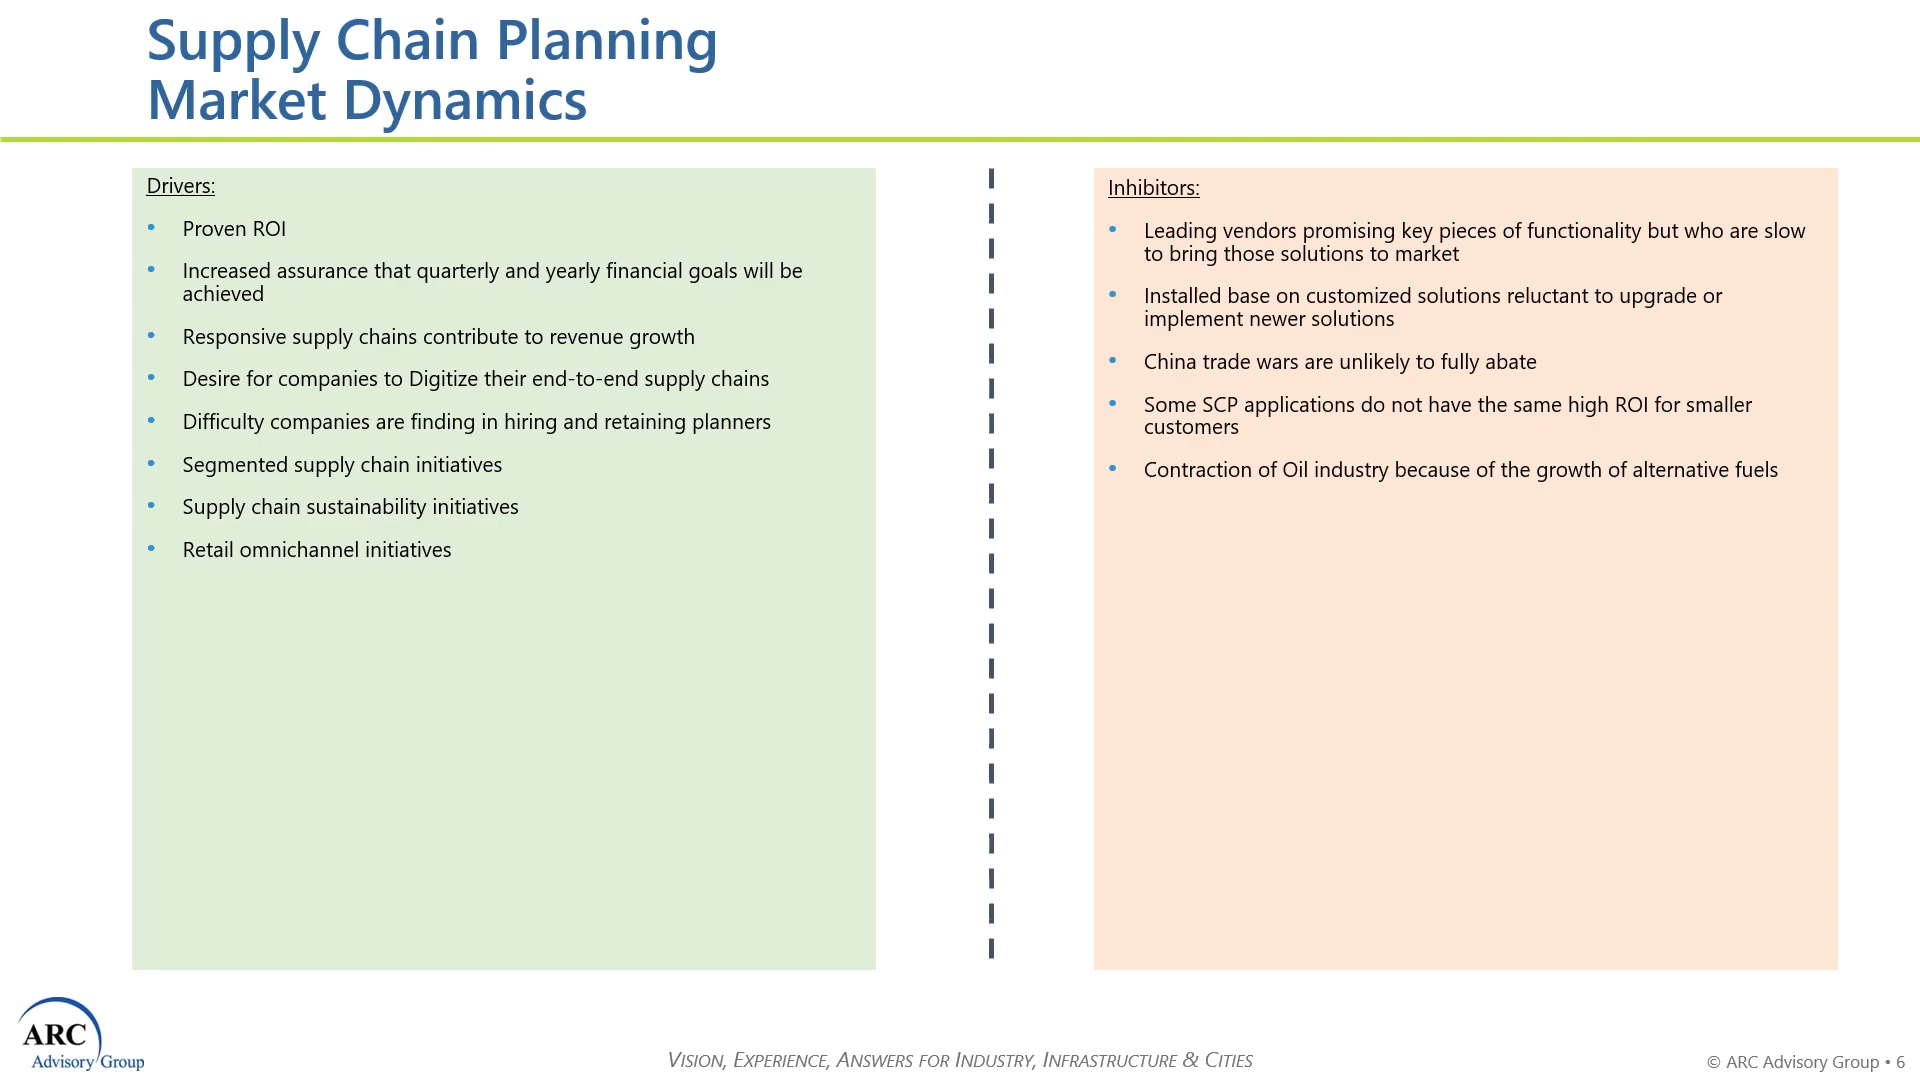 Supply Chain Planning
Market Dynamics
Drivers:
• Proven ROI
• Increased assurance that quarterly and yearly financial goals will be
achieved
• Responsive supply chains contribute to revenue growth
• Desire for companies to Digitize their end-to-end supply chains
• Difficulty companies are finding in hiring and retaining planners
• Segmented supply chain initiatives
• Supply chain sustainability initiatives
• Retail omnichannel initiatives
Inhibitors:
• Leading vendors promising key pieces of functionality but who are slow
to bring those solutions to market
• Installed base on customized solutions reluctant to upgrade or
implement newer solutions
• China trade wars are unlikely to fully abate
• Some SCP applications do not have the same high ROI for smaller
customers
• Contraction of Oil industry because of the growth of alternative fuels
ARC
Advisory Group
VISION, EXPERIENCE, ANSWERS FOR INDUSTRY, INFRASTRUCTURE & CITIES
© ARC Advisory Group • 6